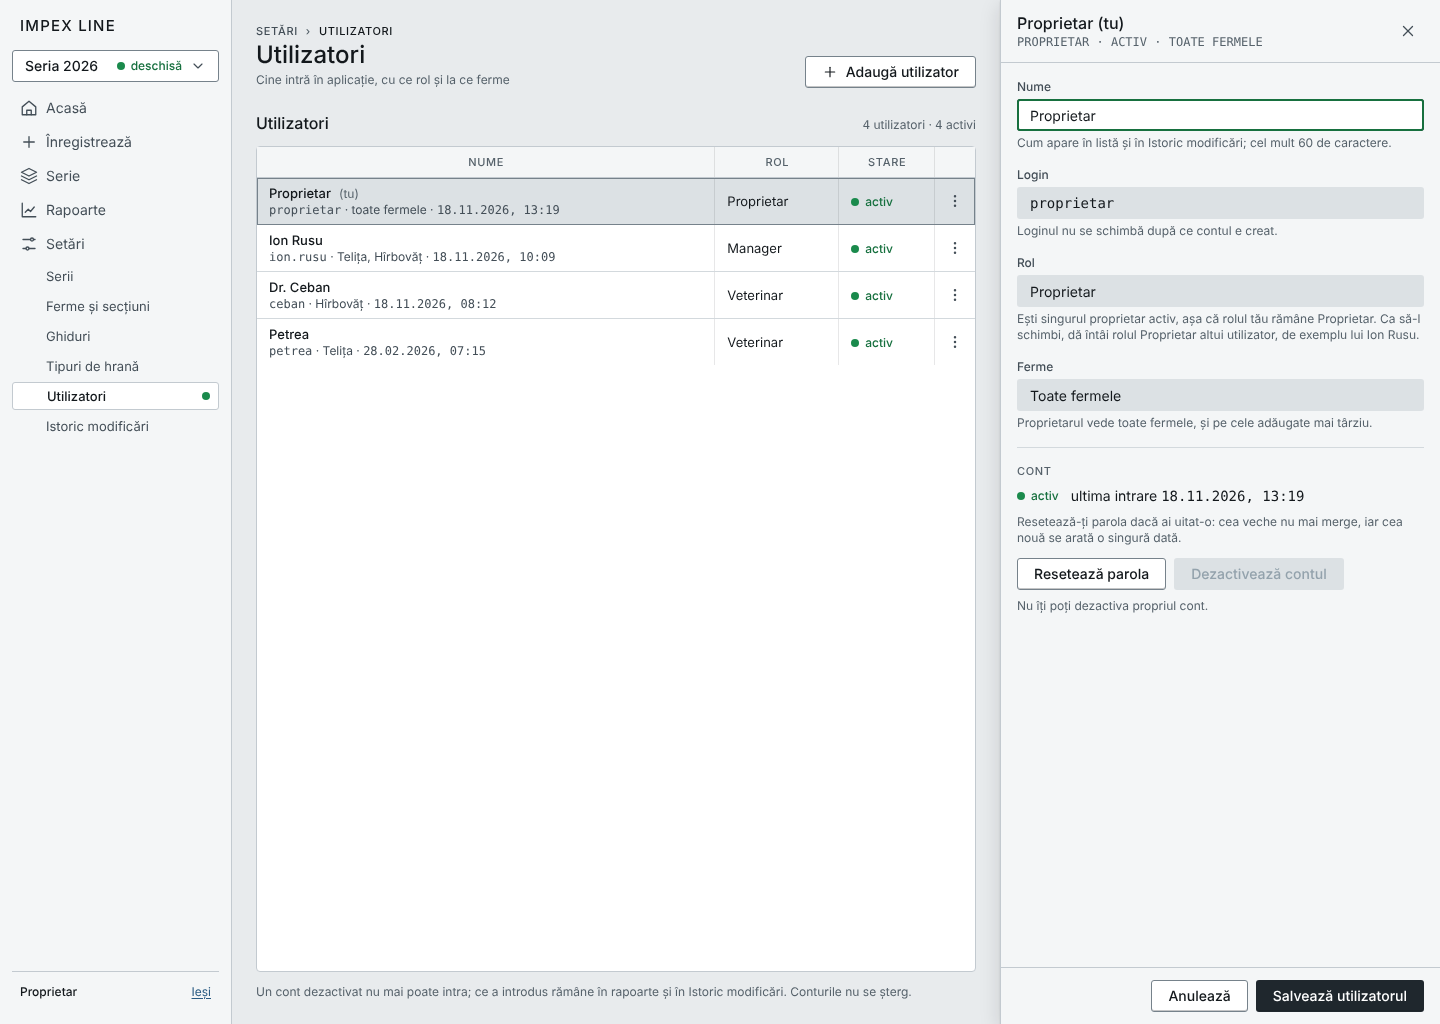 IMPEX LINE
Seria 2026 deschisă
Acasă
Înregistrează
Serie
Rapoarte
Setări
Serii
Ferme și secțiuni
Ghiduri
Tipuri de hrană
Utilizatori
Istoric modificări
Proprietar Ieși
SETĂRI › UTILIZATORI
Utilizatori
Cine intră în aplicație, cu ce rol și la ce ferme
Adaugă utilizator
Utilizatori
4 utilizatori · 4 activi
NUME ROL STARE
Proprietar (tu)
proprietar · toate fermele · 18.11.2026, 13:19
Proprietar activ
Ion Rusu
ion.rusu · Telița, Hîrbovăț · 18.11.2026, 10:09
Manager activ
Dr. Ceban
ceban · Hîrbovăț · 18.11.2026, 08:12
Veterinar activ
Petrea
petrea · Telița · 28.02.2026, 07:15
Veterinar activ
Un cont dezactivat nu mai poate intra; ce a introdus rămâne în rapoarte și în Istoric modificări. Conturile nu se șterg.
Proprietar (tu)
PROPRIETAR · ACTIV · TOATE FERMELE
Nume
Proprietar
Cum apare în listă și în Istoric modificări; cel mult 60 de caractere.
Login
proprietar
Loginul nu se schimbă după ce contul e creat.
Rol
Proprietar
Ești singurul proprietar activ, așa că rolul tău rămâne Proprietar. Ca să-l
schimbi, dă întâi rolul Proprietar altui utilizator, de exemplu lui Ion Rusu.
Ferme
Toate fermele
Proprietarul vede toate fermele, și pe cele adăugate mai târziu.
CONT
activ ultima intrare 18.11.2026, 13:19
Resetează-ți parola dacă ai uitat-o: cea veche nu mai merge, iar cea
nouă se arată o singură dată.
Resetează parola Dezactivează contul
Nu îți poți dezactiva propriul cont.
Anulează Salvează utilizatorul